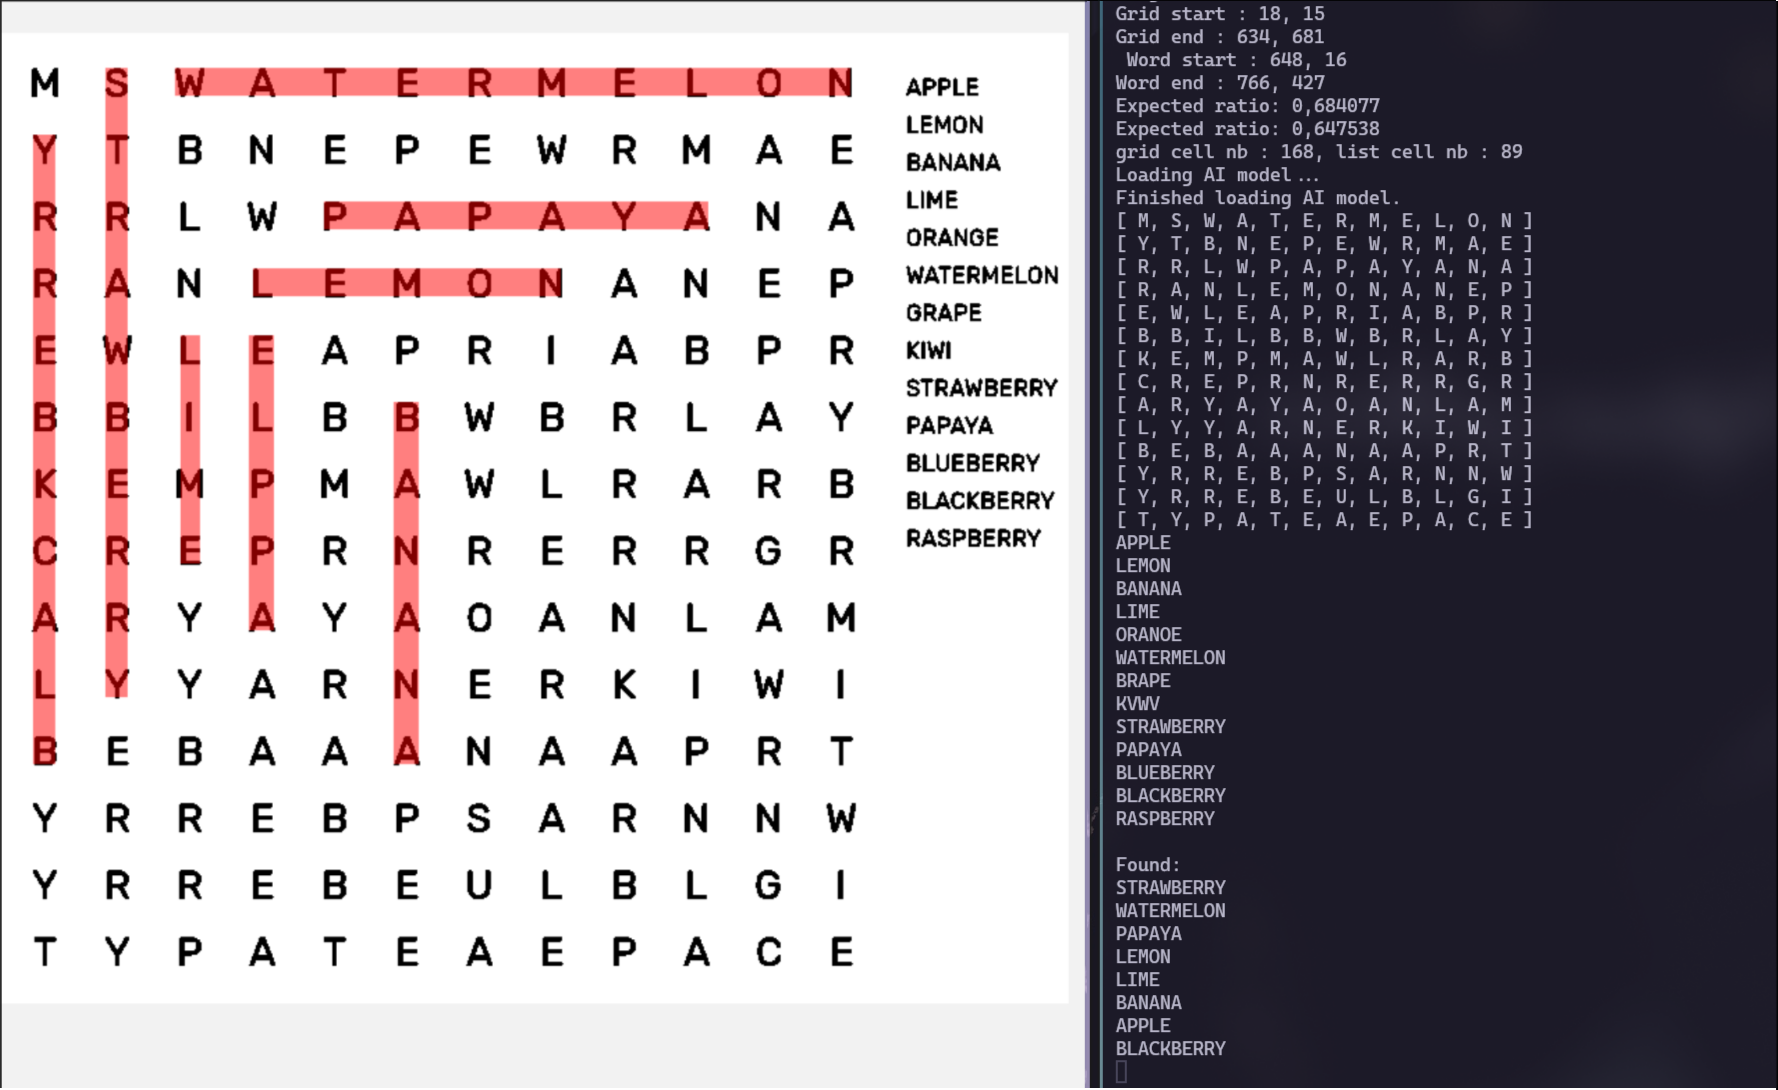 M S W A T E R M E L O N
Y T B N E P E W R M A E
R R L W P A P A Y A N A
R A N L E M O N A N E P
E W L E A P R I A B P R
B B I L B B W B R L A Y
K E M P M A W L R A R B
C R E P R N R E R R G R
A R Y A Y A O A N L A M
L Y Y A R N E R K I W I
B E B A A A N A A P R T
Y R R E B P S A R N N W
Y R R E B E U L B L G I
T Y P A T E A E P A C E
APPLE
LEMON
BANANA
LIME
ORANGE
WATERMELON
GRAPE
KIWI
STRAWBERRY
PAPAYA
BLUEBERRY
BLACKBERRY
RASPBERRY
Grid start : 18, 15
Grid end : 634, 681
Word start : 648, 16
Word end : 766, 427
Expected ratio: 0,684077
Expected ratio: 0,647538
grid cell nb : 168, list cell nb : 89
Loading AI model...
Finished loading AI model.
[ M, S, W, A, T, E, R, M, E, L, O, N ]
[ Y, T, B, N, E, P, E, W, R, M, A, E ]
[ R, R, L, W, P, A, P, A, Y, A, N, A ]
[ R, A, N, L, E, M, O, N, A, N, E, P ]
[ E, W, L, E, A, P, R, I, A, B, P, R ]
[ B, B, I, L, B, B, W, B, R, L, A, Y ]
[ K, E, M, P, M, A, W, L, R, A, R, B ]
[ C, R, E, P, R, N, R, E, R, R, G, R ]
[ A, R, Y, A, Y, A, O, A, N, L, A, M ]
[ L, Y, Y, A, R, N, E, R, K, I, W, I ]
[ B, E, B, A, A, A, N, A, A, P, R, T ]
[ Y, R, R, E, B, P, S, A, R, N, N, W ]
[ Y, R, R, E, B, E, U, L, B, L, G, I ]
[ T, Y, P, A, T, E, A, E, P, A, C, E ]
APPLE
LEMON
BANANA
LIME
ORANOE
WATERMELON
BRAPE
KVWV
STRAWBERRY
PAPAYA
BLUEBERRY
BLACKBERRY
RASPBERRY
Found:
STRAWBERRY
WATERMELON
PAPAYA
LEMON
LIME
BANANA
APPLE
BLACKBERRY